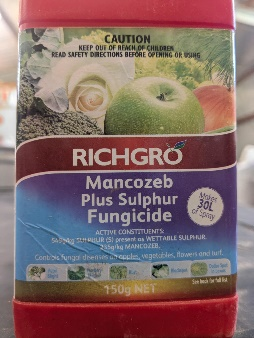 CAUTION
KEEP OUT OF REACH OF CHILDREN
READ SAFETY DIRECTIONS BEFORE OPENING OR USING
RICHGRO
Mancozeb
Plus Sulphur
Fungicide
Makes
30L
of spray
ACTIVE CONSTITUENTS:
SULPHUR (S) present as WETTABLE SULPHUR.
MANCOZEB.
Controls fungal diseases on apples, vegetables, flowers and turf.
See back for full list
150g NET